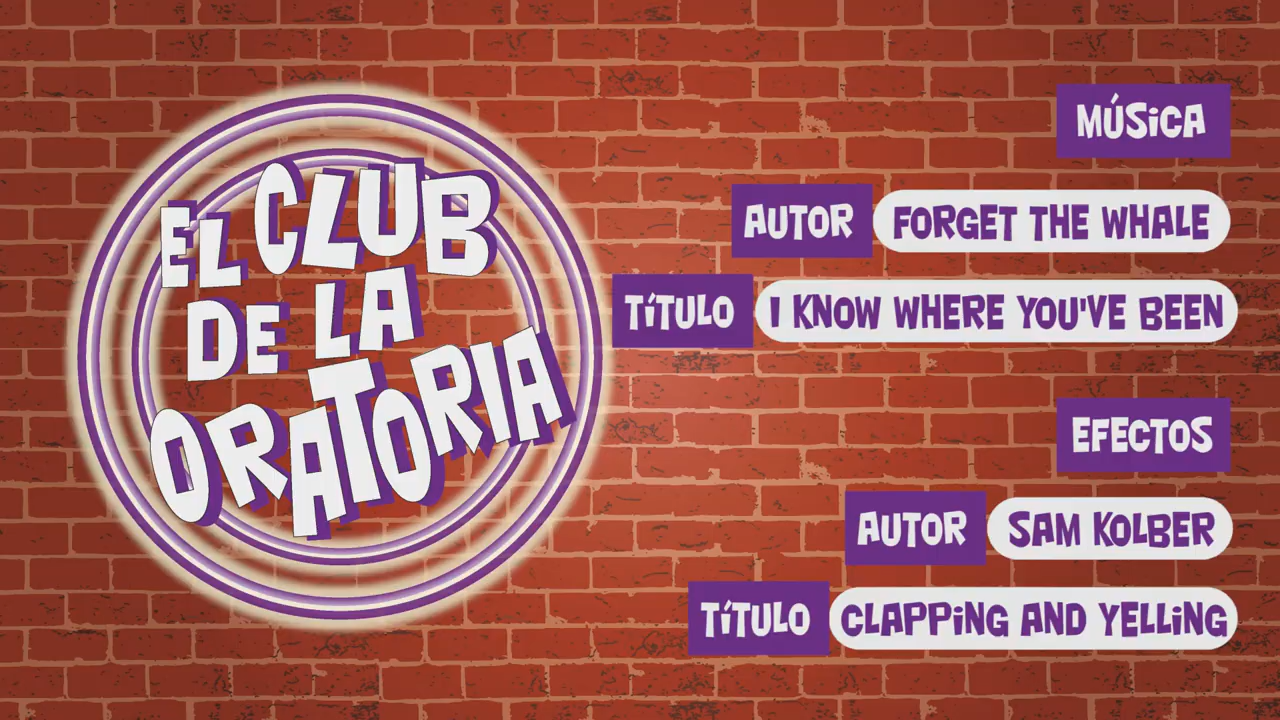 EL CLUB
DE LA
ORATORIA
MÚSiCA
AUTOR FORGET THE WHALE
TÍTULO I KNOW WHERE YOU'VE BEEN
EFECTOS
AUTOR SAM KOLBER
TÍTULO CLAPPiNG AND YELLiNG